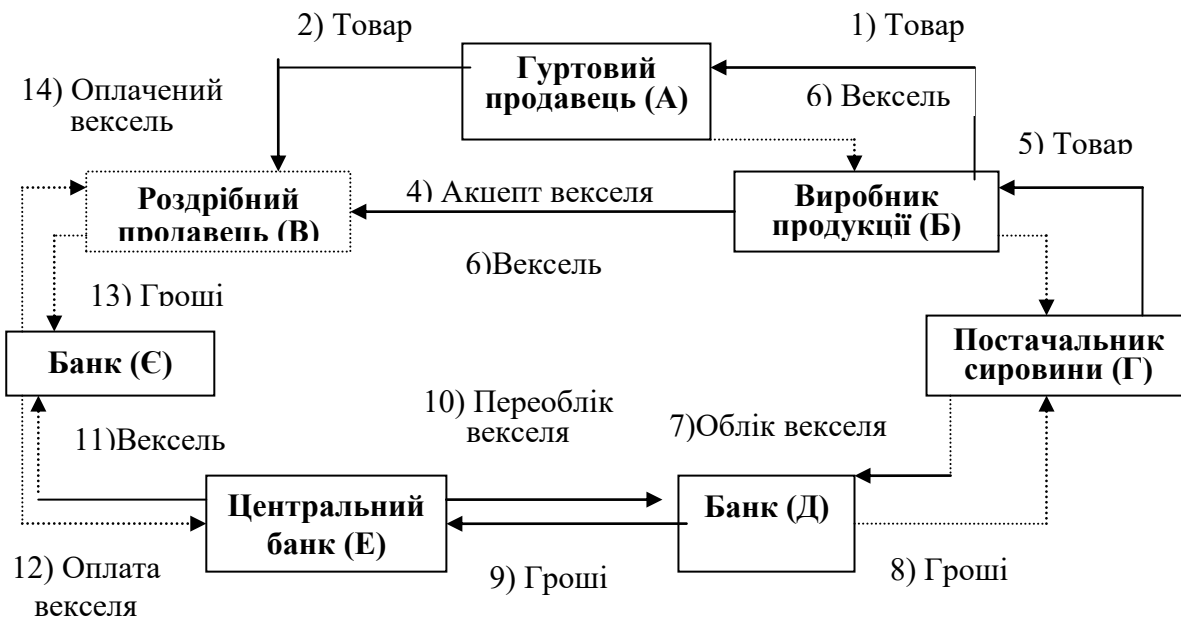 2) Товар
1) Товар
Гуртовий
продавець (А)
14) Оплачений
вексель
6) Вексель
5) Товар
Роздрібний
продавець (В)
4) Акцепт векселя
Виробник
продукції (Б)
6)Вексель
13) Гроші
Банк (Є)
Постачальник
сировини (Г)
10) Переоблік
векселя
7)Облік векселя
11)Вексель
Центральний
банк (Е)
Банк (Д)
12) Оплата
векселя
9) Гроші
8) Гроші